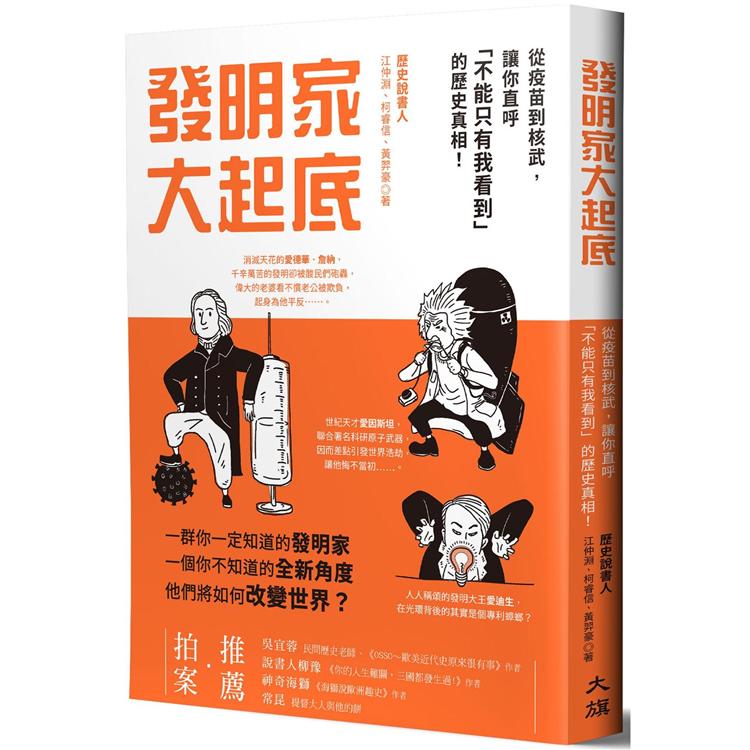 從疫苗到核武，
讓你直呼
「不能只有我看到」
的歷史真相！
歷史說書人
江仲淵、柯睿信、黃羿豪◎著
發明家
大起底
消滅天花的愛德華．詹納，
千辛萬苦的發明卻被酸民們砲轟，
偉大的老婆看不慣老公被欺負，
起身為他平反……。
世紀天才愛因斯坦，
聯合署名科研原子武器，
因而差點引發世界浩劫，
讓他悔不當初……。
人人稱頌的發明大王愛迪生，
在光環背後的其實是個專利蟑螂？
一群你一定知道的發明家
一個你不知道的全新角度
他們將如何改變世界？
推薦．
拍案
吳宜蓉 民間歷史老師、《OSSO～歐美近代史原來很有事》作者
說書人柳豫 《你的人生難關，三國都發生過！》作者
神奇海獅 《海獅說歐洲趣史》作者
常昆 提督大人與他的餅
發明家大起底
從疫苗到核武，讓你直呼
「不能只有我看到」的歷史真相！
歷史說書人
江仲淵、柯睿信、黃羿豪◎著
大旗